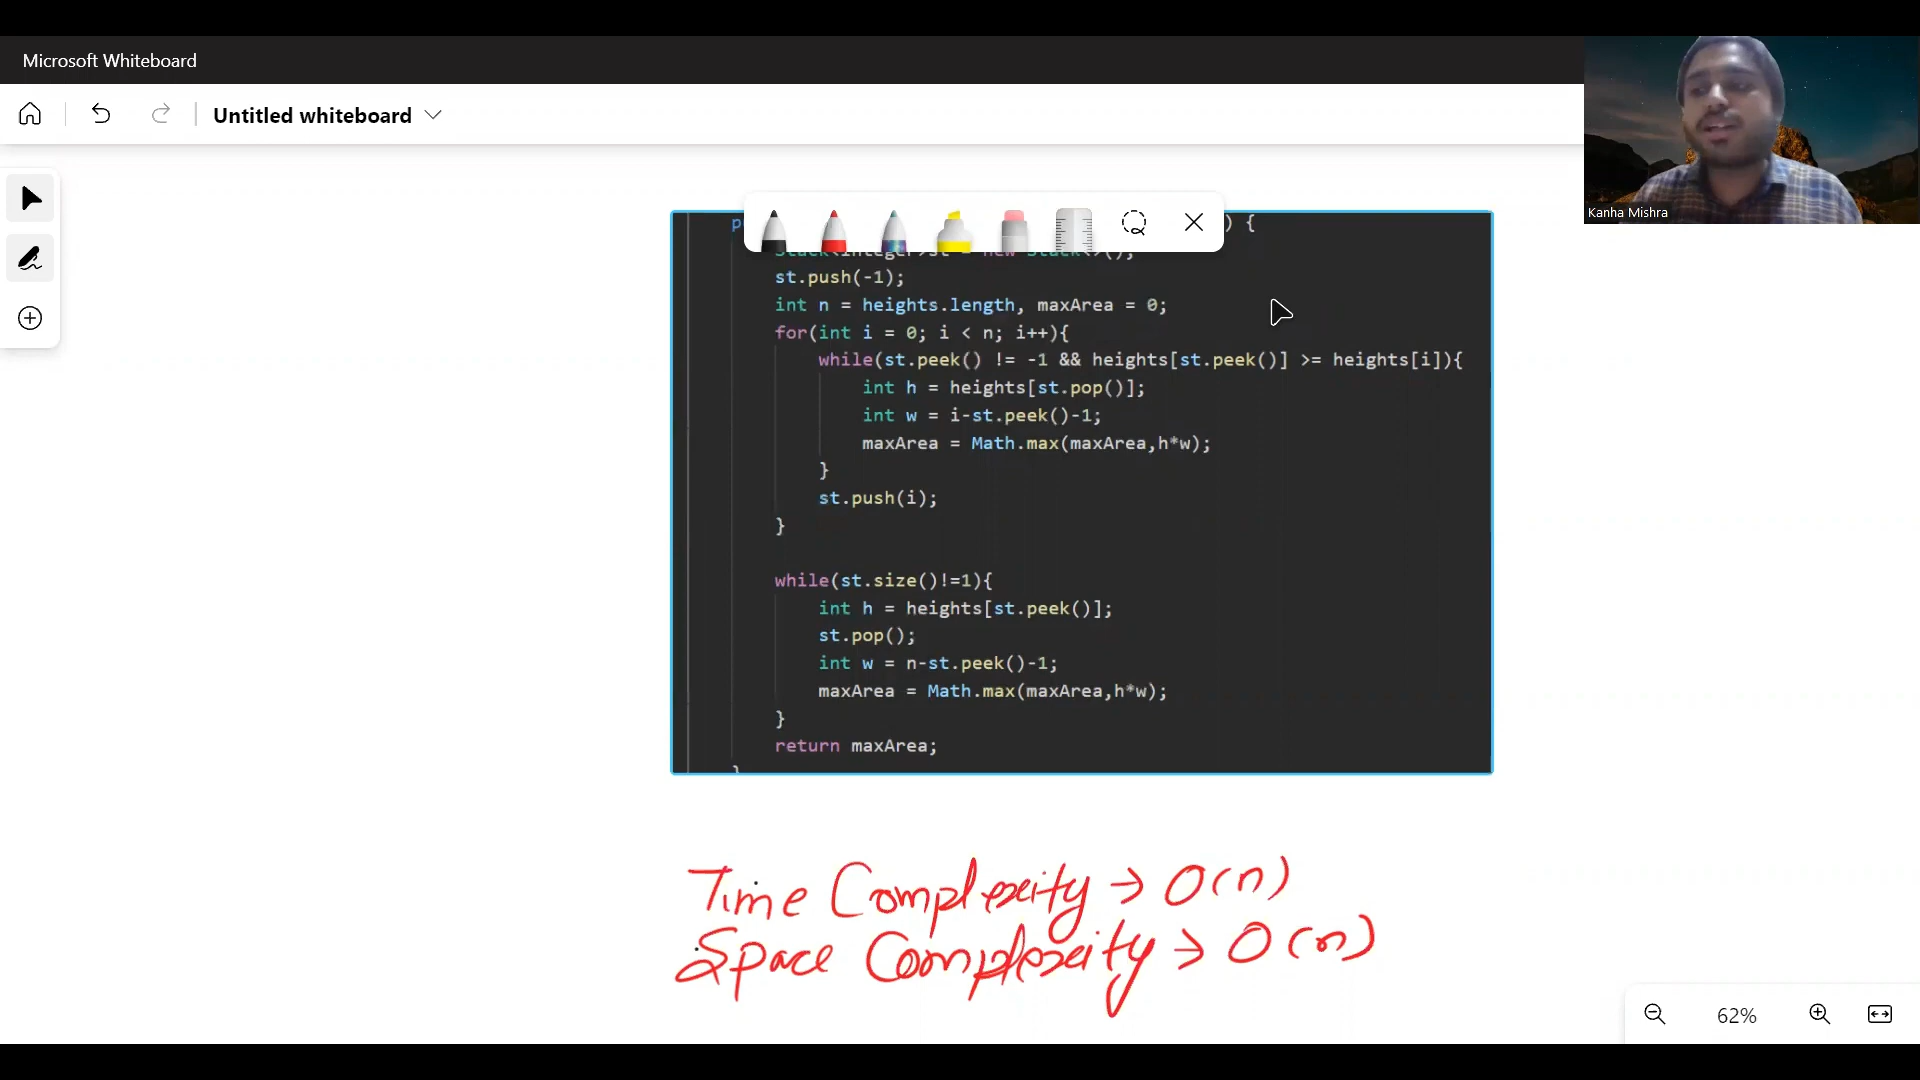 Microsoft Whiteboard
Untitled whiteboard
Kanha Mishra
) {
st.push(-1);
int n = heights.length, maxArea = 0;
for(int i = 0; i < n; i++){
while(st.peek() != -1 && heights[st.peek()] >= heights[i]){
int h = heights[st.pop()];
int w = i-st.peek()-1;
maxArea = Math.max(maxArea,h*w);
}
st.push(i);
}
while(st.size()!=1){
int h = heights[st.peek()];
st.pop();
int w = n-st.peek()-1;
maxArea = Math.max(maxArea,h*w);
}
return maxArea;
Time Complexity → O(n)
Space Complexity → O(n)
62%